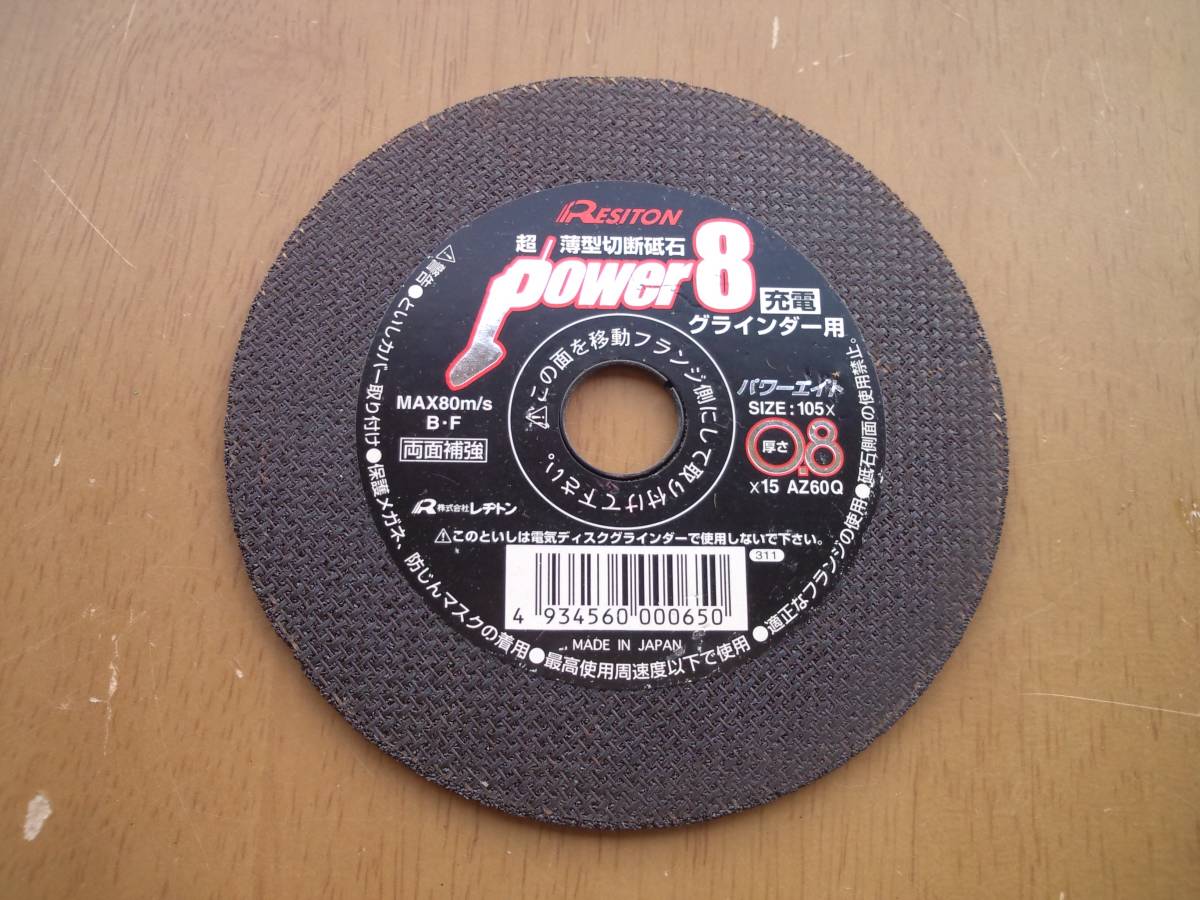 RESITON
超薄型切断砥石
power8
充電
グラインダー用
パワーエイト
SIZE:105×
厚さ 0.8
×15 AZ60Q
MAX80m/s
B・F
両面補強
R 株式会社レヂトン
⚠この面を移動フランジ側にして取り付けて下さい。
⚠このといしは電気ディスクグラインダーで使用しないで下さい。
311
4 934560 000650
MADE IN JAPAN
⚠警告●といしカバー取り付け●保護メガネ、防じんマスクの着用●最高使用周速度以下で使用●適正なフランジの使用●砥石側面の使用禁止。